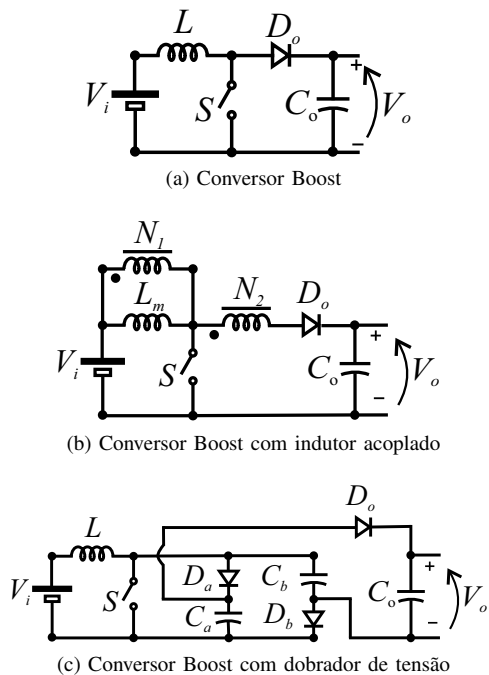 L
D_o
V_i
S
C_o
+
−
V_o
(a) Conversor Boost
N_1
L_m
N_2
D_o
V_i
S
C_o
+
−
V_o
(b) Conversor Boost com indutor acoplado
D_o
L
V_i
S
D_a
C_b
C_a
D_b
C_o
+
−
V_o
(c) Conversor Boost com dobrador de tensão